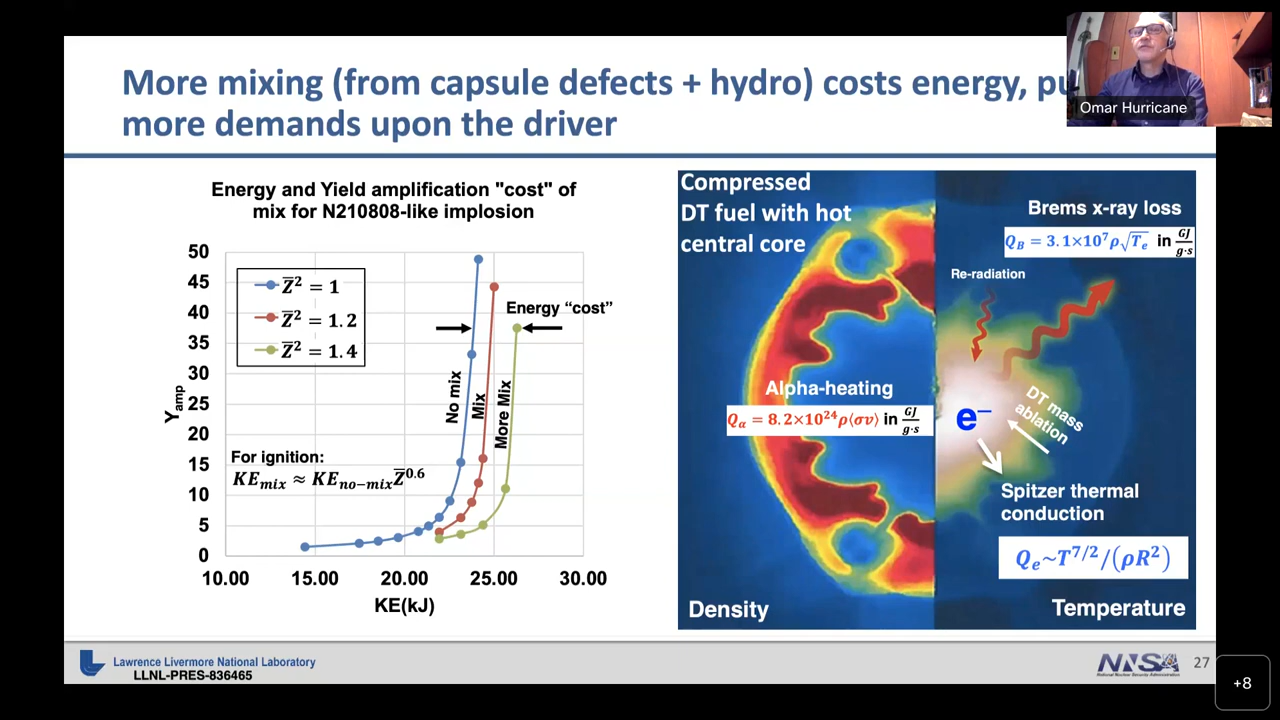 More mixing (from capsule defects + hydro) costs energy, pu
more demands upon the driver
Omar Hurricane
Energy and Yield amplification "cost" of
mix for N210808-like implosion
50
45
40
35
30
25
20
15
10
5
0
Y_amp
Z̅² = 1
Z̅² = 1.2
Z̅² = 1.4
Energy “cost”
No mix
Mix
More Mix
For ignition:
KE_mix ≈ KE_no−mix Z̅^0.6
10.00 15.00 20.00 25.00 30.00
KE(kJ)
Compressed
DT fuel with hot
central core
Brems x-ray loss
Q_B = 3.1×10⁷ρ√T_e in GJ/g·s
Re-radiation
Alpha-heating
Q_α = 8.2×10²⁴ρ⟨σv⟩ in GJ/g·s
e⁻
DT mass
ablation
Spitzer thermal
conduction
Q_e~T^7/2/(ρR²)
Density
Temperature
Lawrence Livermore National Laboratory
LLNL-PRES-836465
NNSA
National Nuclear Security Administration
27
+8